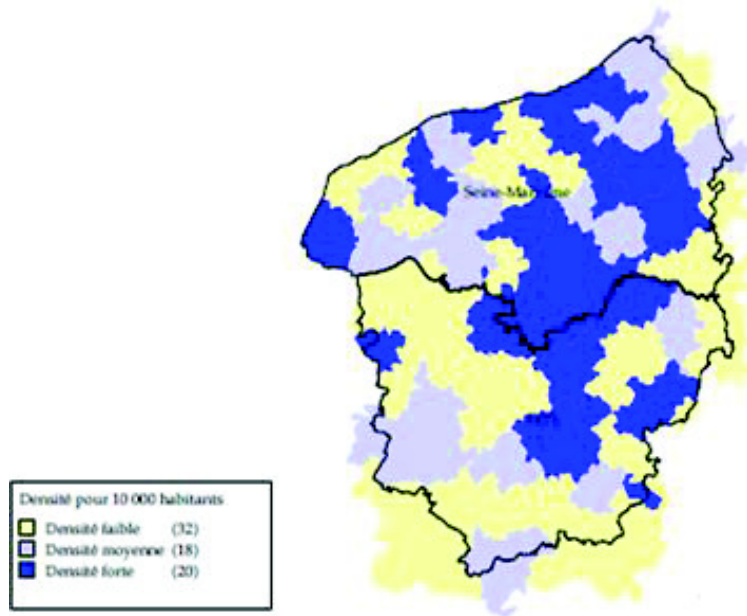 Seine-Maritime
Densité pour 10 000 habitants
Densité faible (32)
Densité moyenne (18)
Densité forte (20)